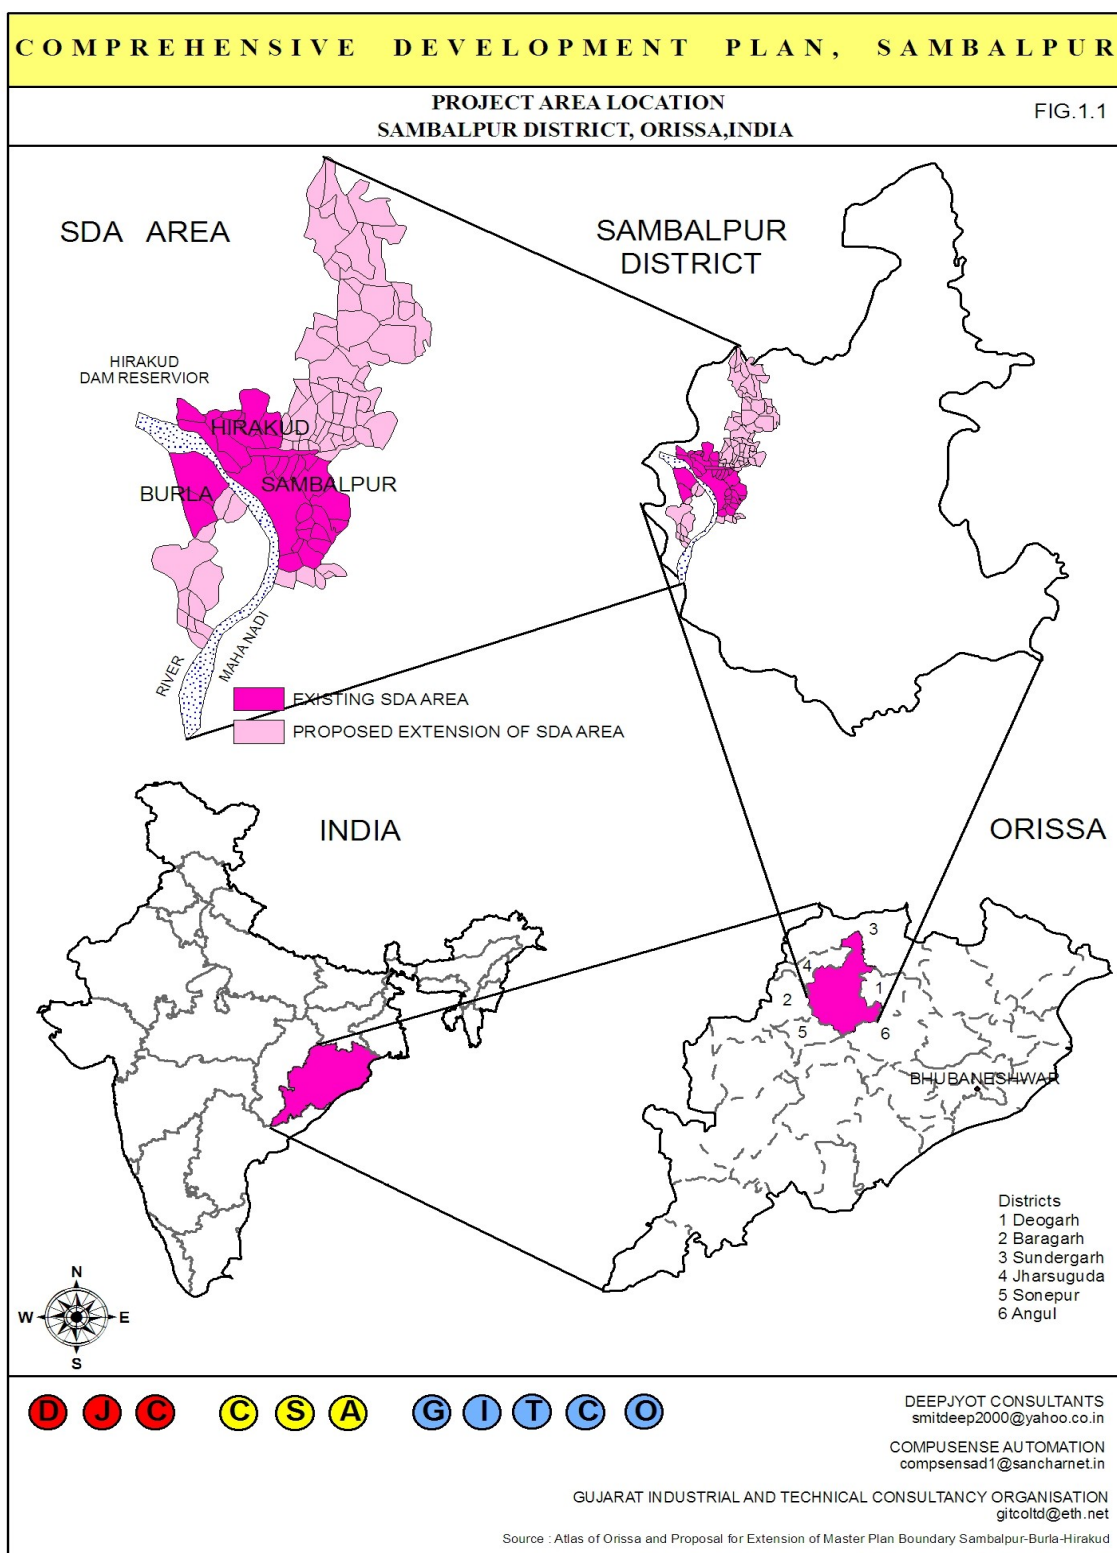 COMPREHENSIVE DEVELOPMENT PLAN, SAMBALPUR
PROJECT AREA LOCATION
SAMBALPUR DISTRICT, ORISSA,INDIA
FIG.1.1
SDA AREA
SAMBALPUR
DISTRICT
HIRAKUD
DAM RESERVIOR
HIRAKUD
BURLA
SAMBALPUR
RIVER
MAHA NADI
EXISTING SDA AREA
PROPOSED EXTENSION OF SDA AREA
INDIA
ORISSA
3
4
1
2
5
6
BHUBANESHWAR
Districts
1 Deogarh
2 Baragarh
3 Sundergarh
4 Jharsuguda
5 Sonepur
6 Angul
N
W E
S
D J C C S A G I T C O
DEEPJYOT CONSULTANTS
smitdeep2000@yahoo.co.in
COMPUSENSE AUTOMATION
compsensad1@sancharnet.in
GUJARAT INDUSTRIAL AND TECHNICAL CONSULTANCY ORGANISATION
gitcoltd@eth.net
Source : Atlas of Orissa and Proposal for Extension of Master Plan Boundary Sambalpur-Burla-Hirakud